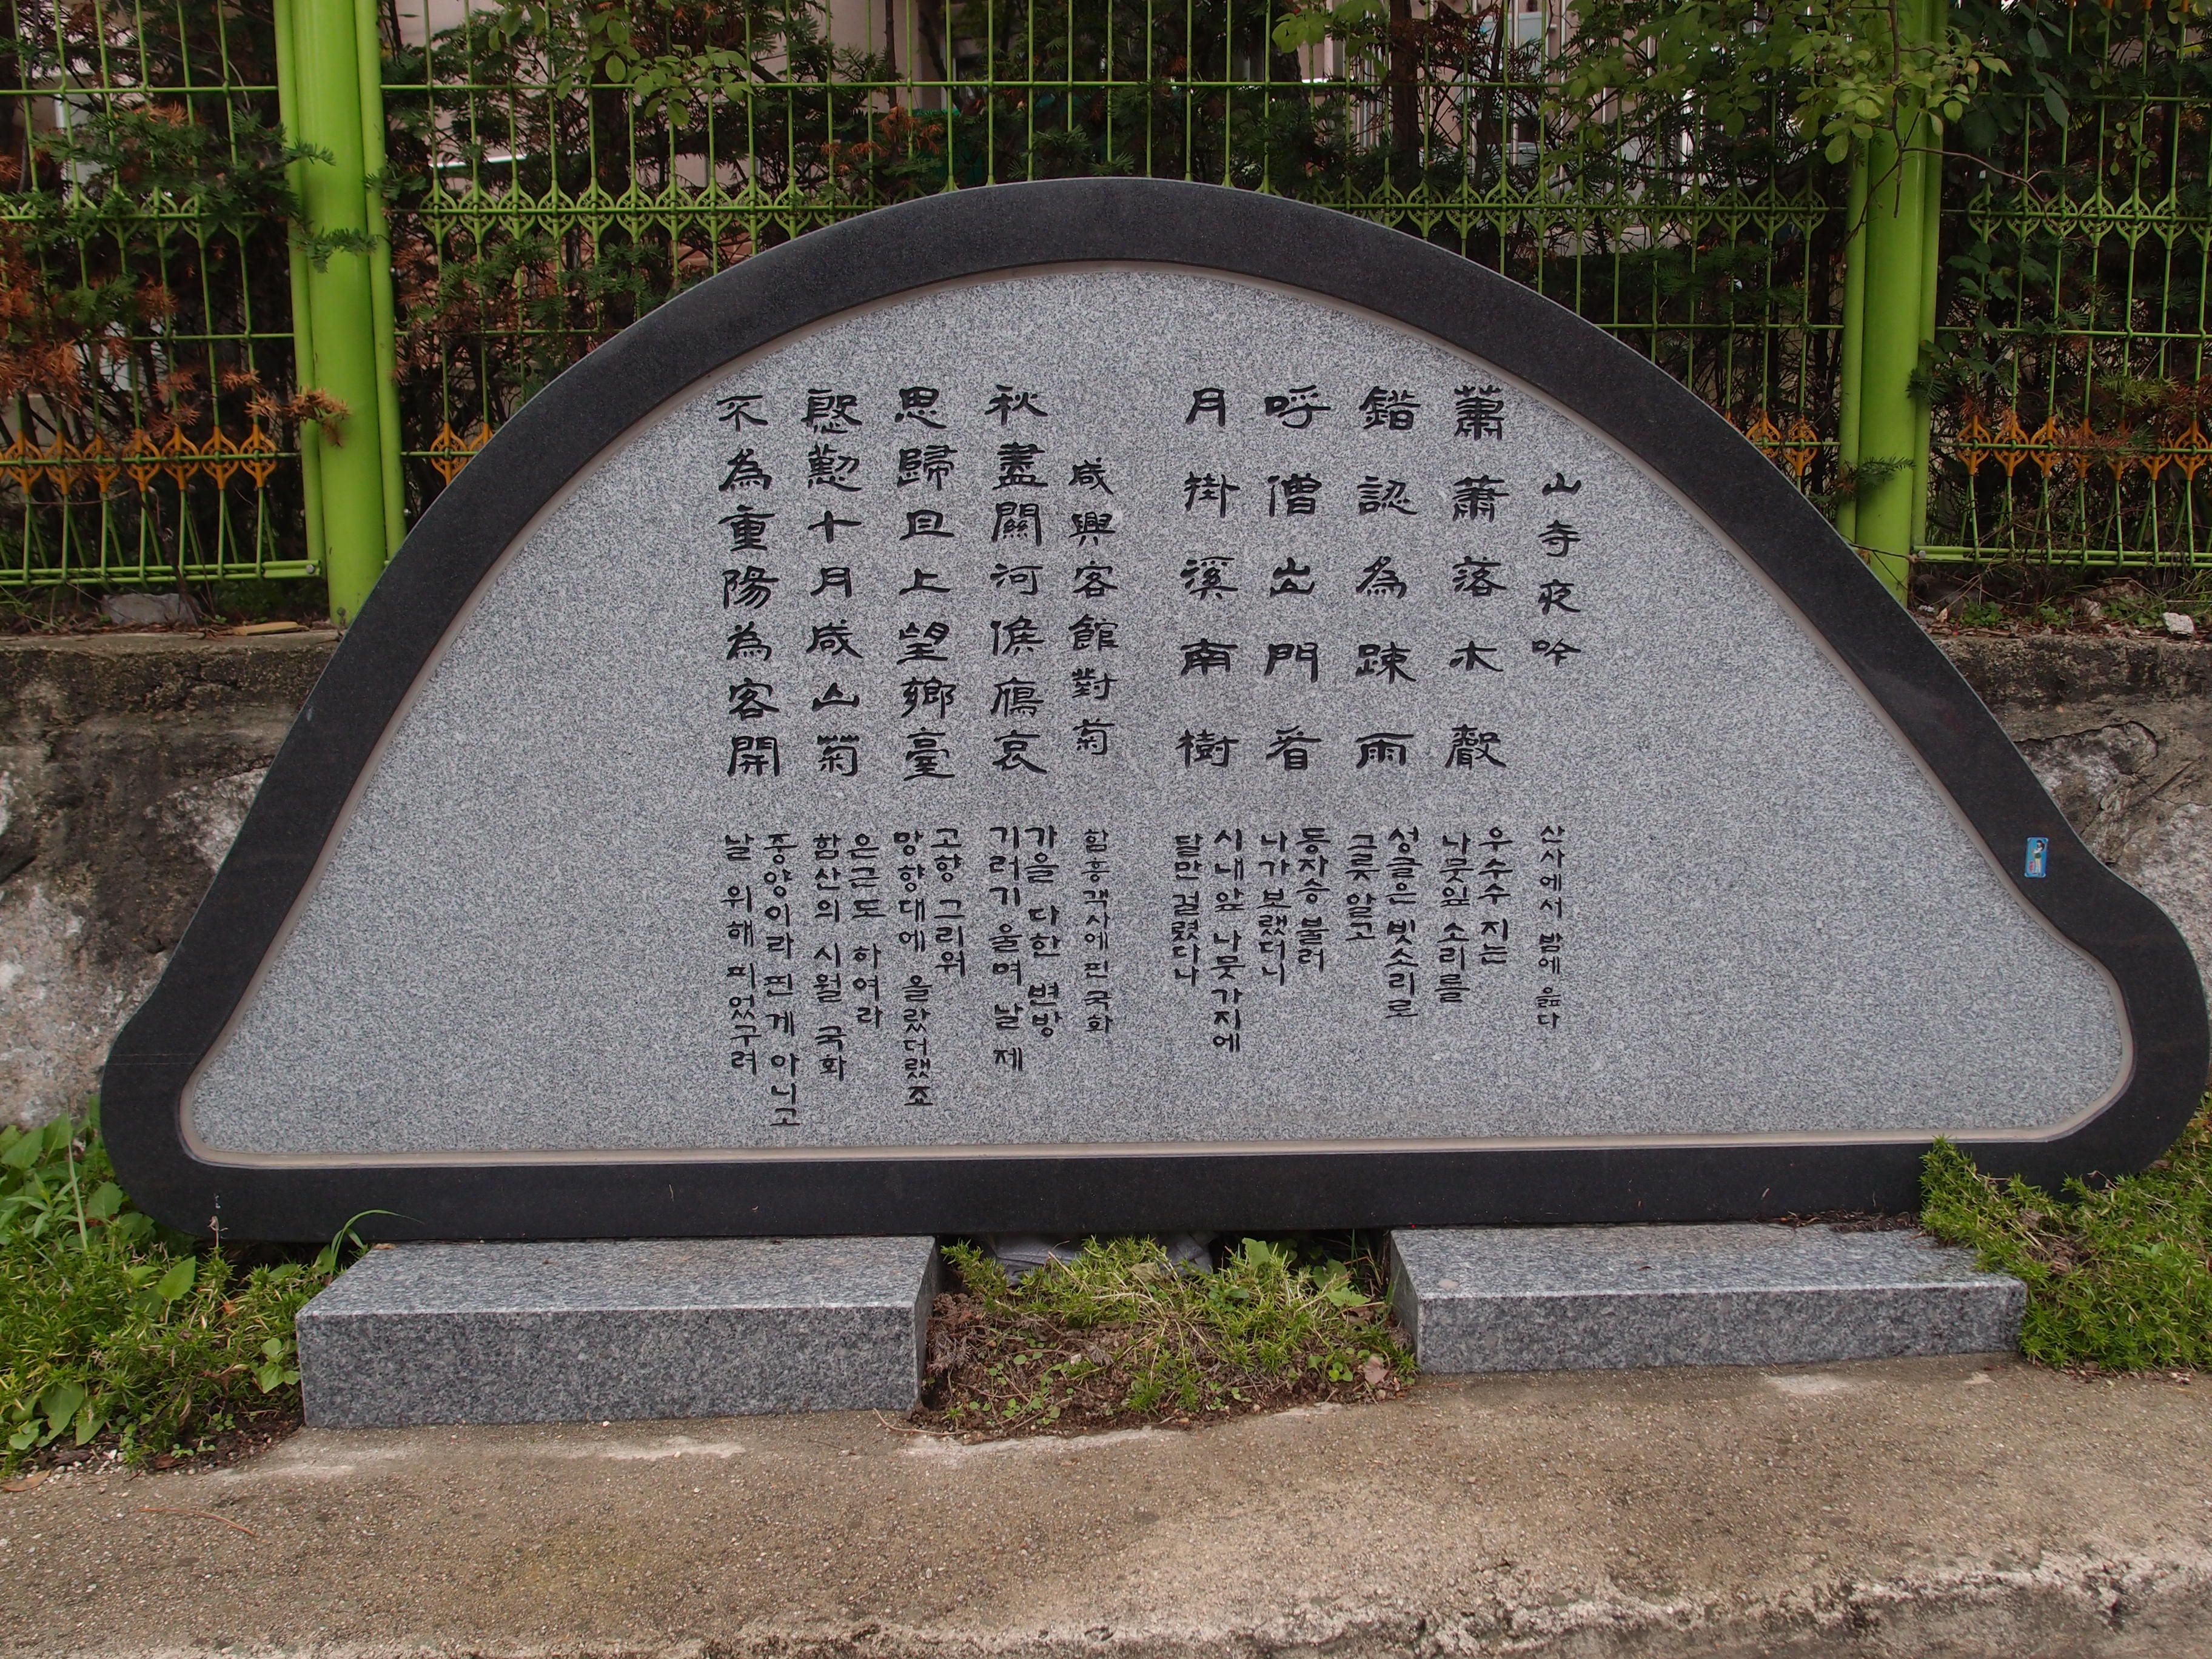 山寺夜吟
蕭蕭落木聲
錯認為踈雨
呼僧出門看
月掛溪南樹
산사에서 밤에 읊다
우수수 지는
나뭇잎 소리를
성글은 빗소리로
그릇 알고
동자승 불러
나가보랬더니
시내앞 나뭇가지에
달만 걸렸다나
咸興客館對菊
秋盡關河候鴈哀
思歸且上望鄉臺
慇懃十月咸山菊
不為重陽為客開
함흥객사에 핀 국화
가을 다한 변방
기러기 울며 날 제
고향 그리워
망향대에 올랐더랬죠
은근도 하여라
함산의 시월 국화
중양이라 핀 게 아니고
날 위해 피었구려